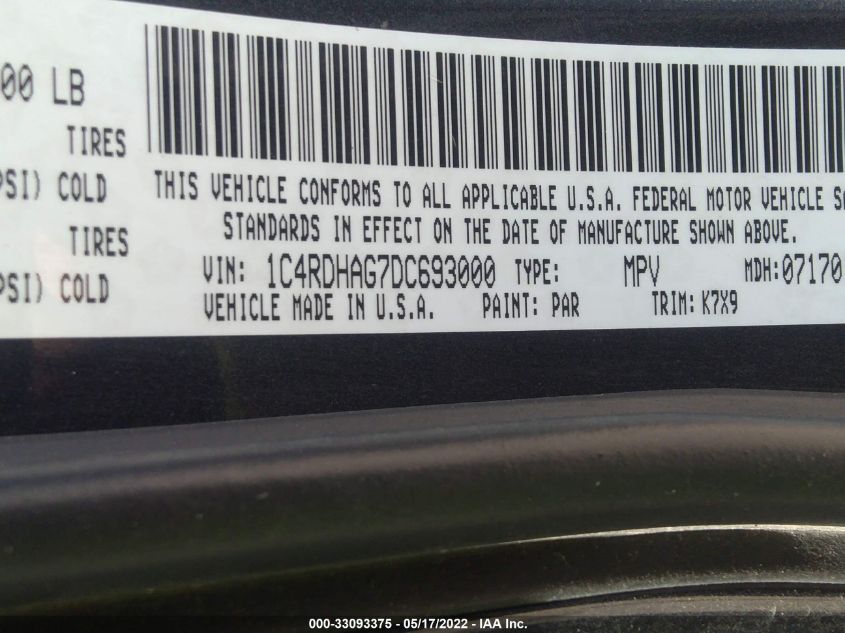 00 LB
TIRES
PSI) COLD
THIS VEHICLE CONFORMS TO ALL APPLICABLE U.S.A. FEDERAL MOTOR VEHICLE SA
STANDARDS IN EFFECT ON THE DATE OF MANUFACTURE SHOWN ABOVE.
TIRES
PSI) COLD
VIN: 1C4RDHAG7DC693000 TYPE: MPV MDH:07170
VEHICLE MADE IN U.S.A. PAINT: PAR TRIM: K7X9
000-33093375 - 05/17/2022 - IAA Inc.